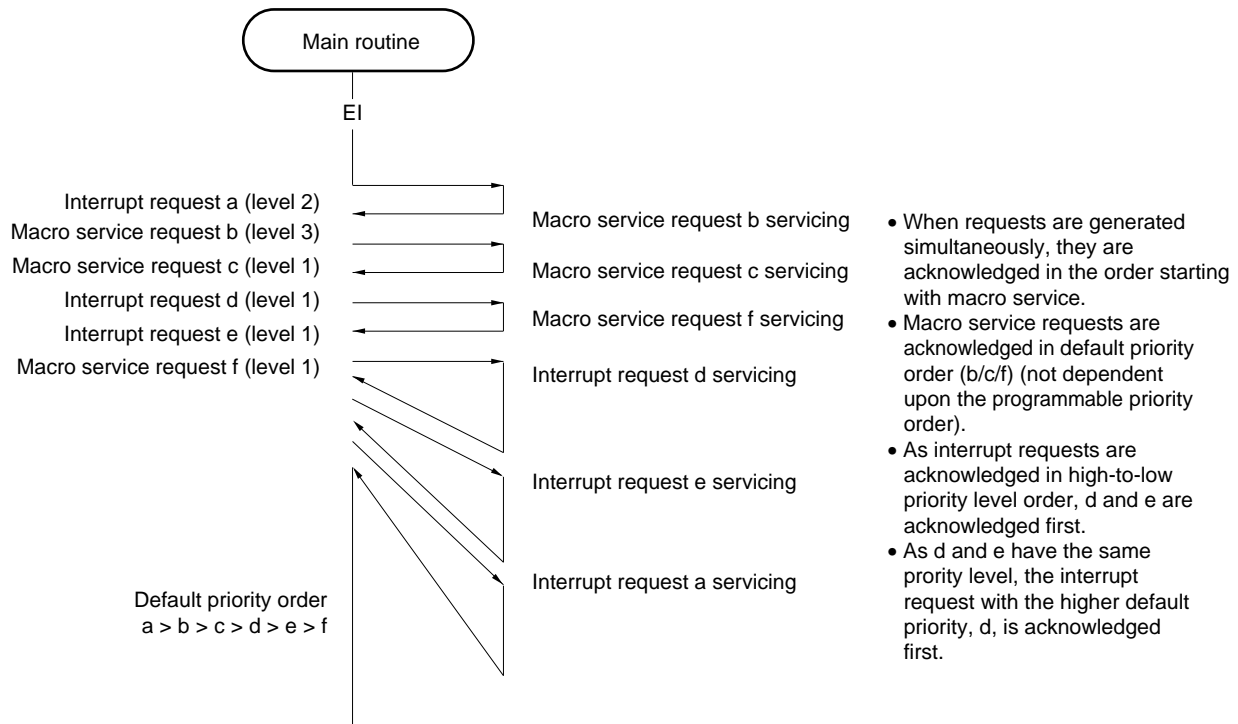 Main routine
EI
Interrupt request a (level 2)
Macro service request b (level 3)
Macro service request c (level 1)
Interrupt request d (level 1)
Interrupt request e (level 1)
Macro service request f (level 1)
Default priority order
a > b > c > d > e > f
Macro service request b servicing
Macro service request c servicing
Macro service request f servicing
Interrupt request d servicing
Interrupt request e servicing
Interrupt request a servicing
• When requests are generated
simultaneously, they are
acknowledged in the order starting
with macro service.
• Macro service requests are
acknowledged in default priority
order (b/c/f) (not dependent
upon the programmable priority
order).
• As interrupt requests are
acknowledged in high-to-low
priority level order, d and e are
acknowledged first.
• As d and e have the same
prority level, the interrupt
request with the higher default
priority, d, is acknowledged
first.